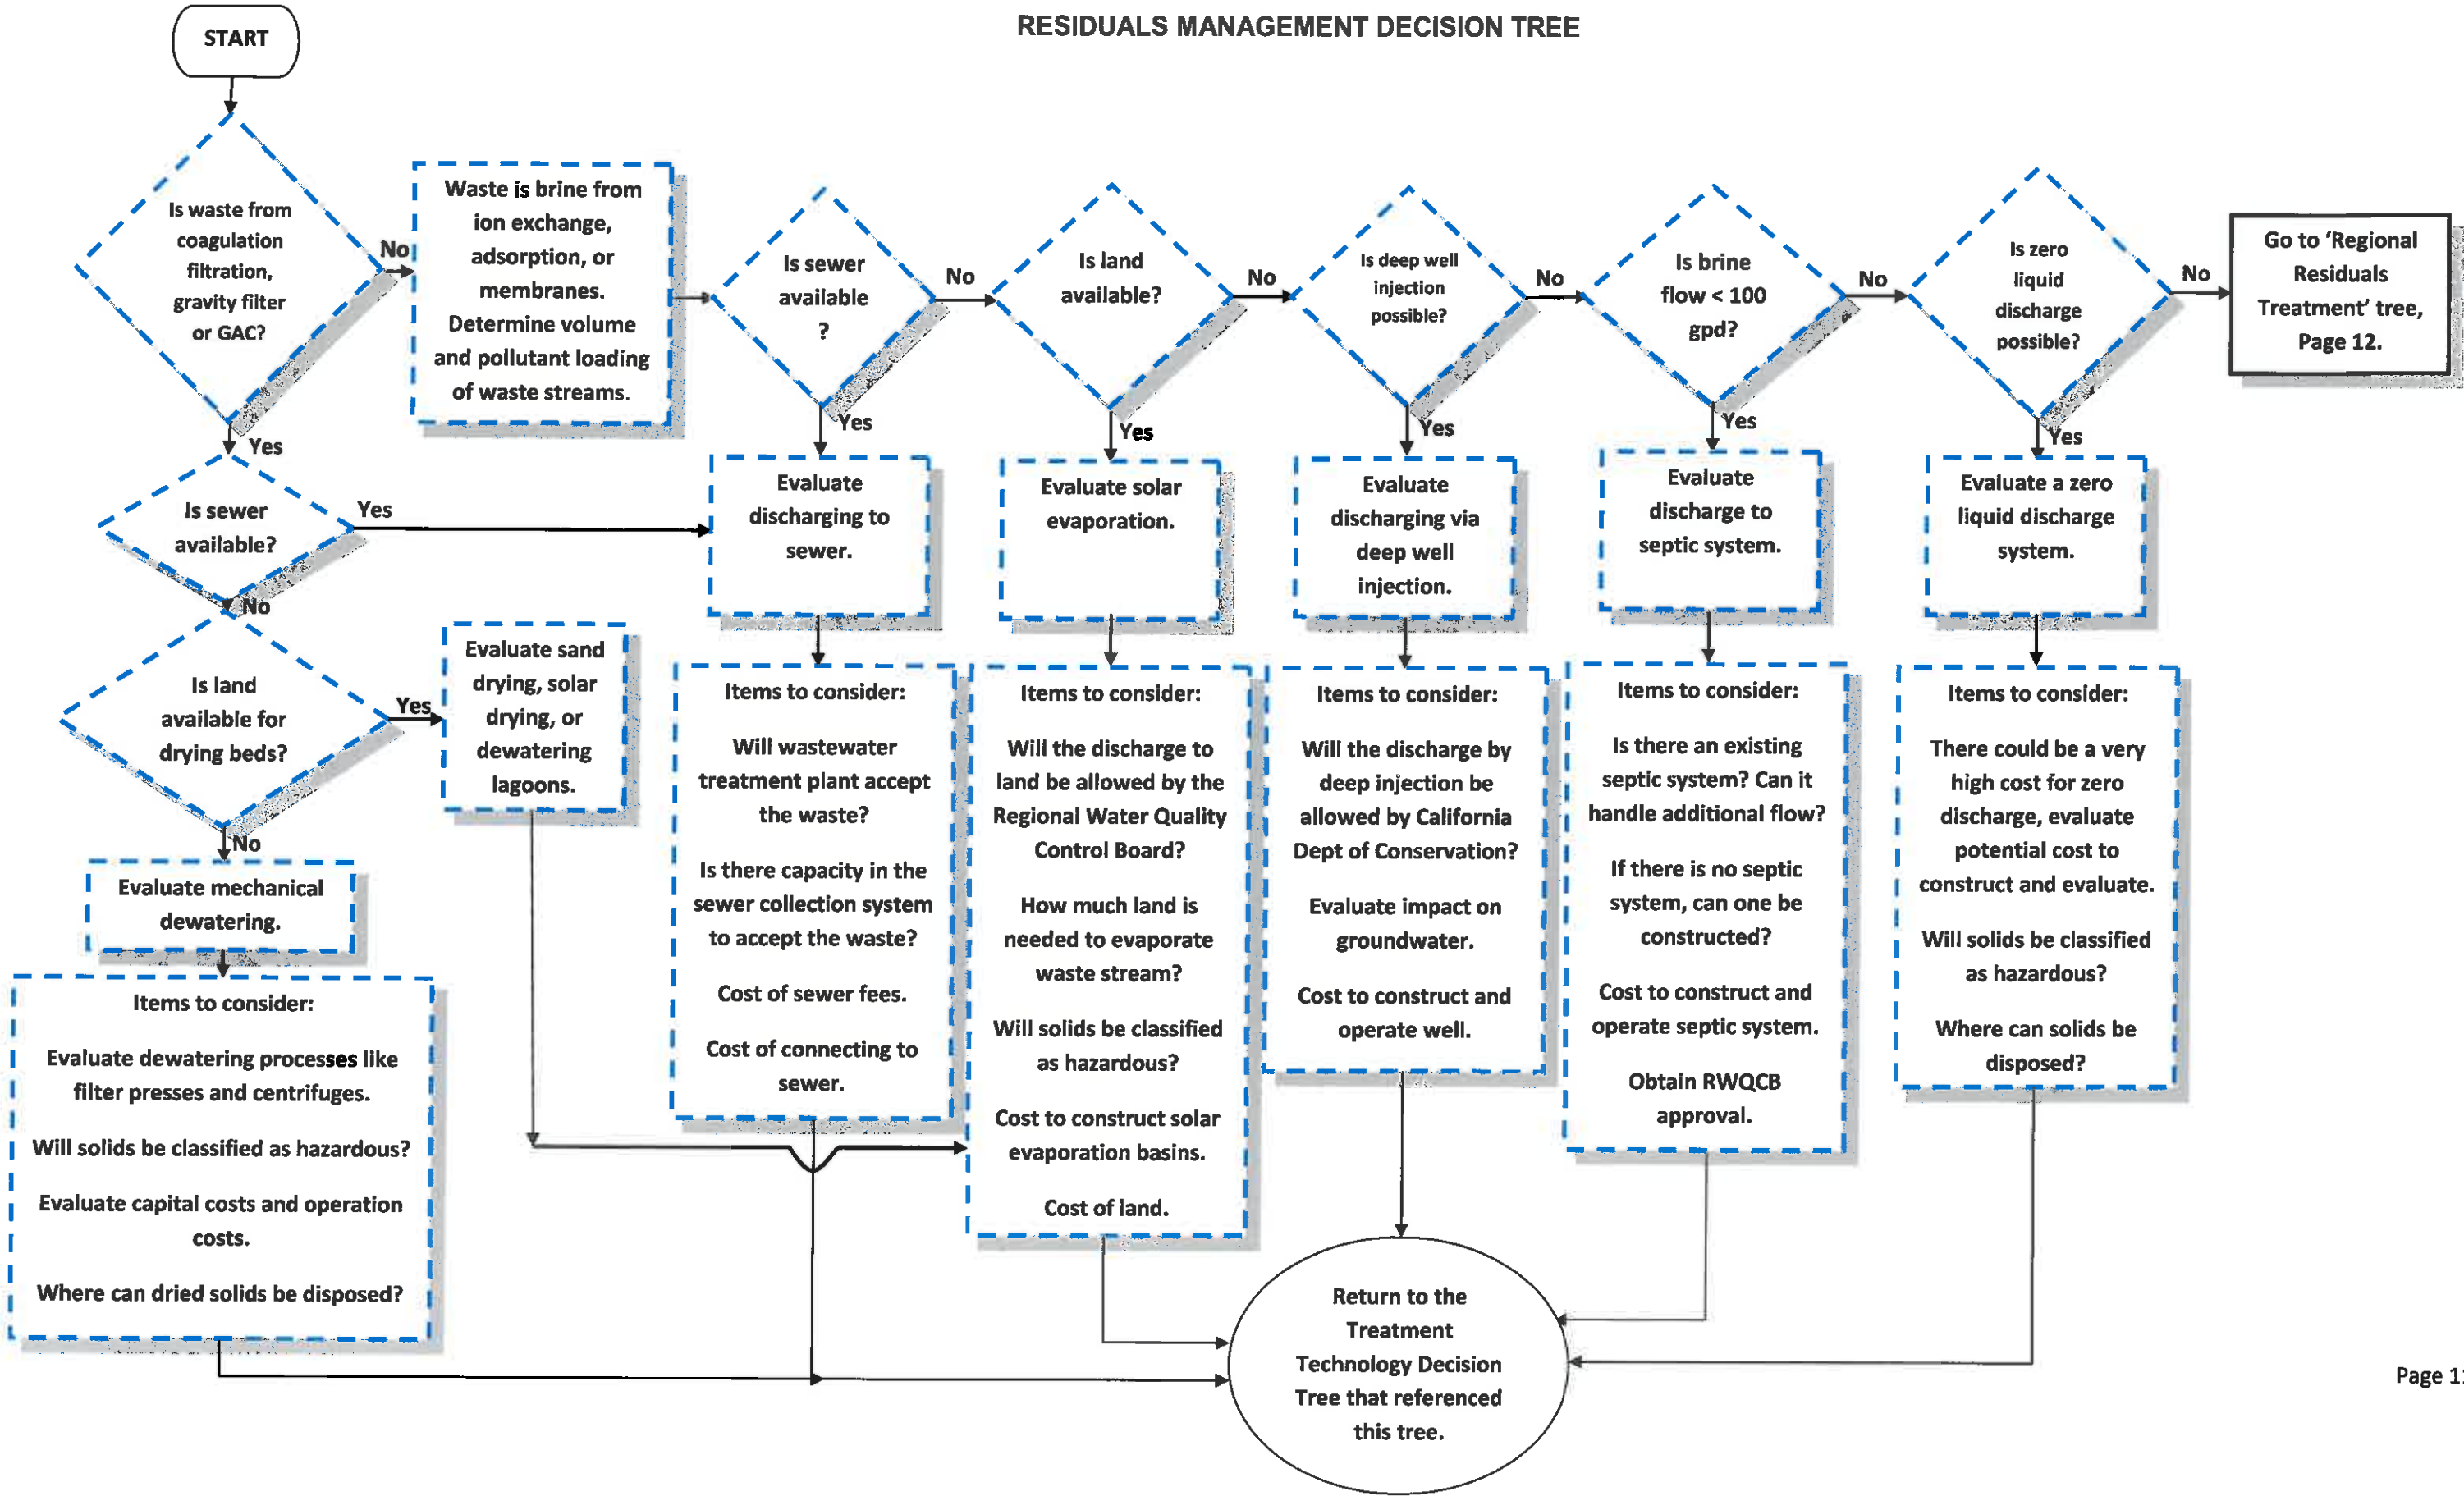 RESIDUALS MANAGEMENT DECISION TREE
START
Is waste from
coagulation
filtration,
gravity filter
or GAC?
No
Yes
Waste is brine from
ion exchange,
adsorption, or
membranes.
Determine volume
and pollutant loading
of waste streams.
Is sewer
available
?
No
Yes
Is land
available?
No
Yes
Is deep well
injection
possible?
No
Yes
Is brine
flow < 100
gpd?
No
Yes
Is zero
liquid
discharge
possible?
No
Yes
Go to ‘Regional
Residuals
Treatment’ tree,
Page 12.
Is sewer
available?
Yes
No
Evaluate
discharging to
sewer.
Evaluate solar
evaporation.
Evaluate
discharging via
deep well
injection.
Evaluate
discharge to
septic system.
Evaluate a zero
liquid discharge
system.
Is land
available for
drying beds?
Yes
No
Evaluate sand
drying, solar
drying, or
dewatering
lagoons.
Evaluate mechanical
dewatering.
Items to consider:
Evaluate dewatering processes like
filter presses and centrifuges.
Will solids be classified as hazardous?
Evaluate capital costs and operation
costs.
Where can dried solids be disposed?
Items to consider:
Will wastewater
treatment plant accept
the waste?
Is there capacity in the
sewer collection system
to accept the waste?
Cost of sewer fees.
Cost of connecting to
sewer.
Items to consider:
Will the discharge to
land be allowed by the
Regional Water Quality
Control Board?
How much land is
needed to evaporate
waste stream?
Will solids be classified
as hazardous?
Cost to construct solar
evaporation basins.
Cost of land.
Items to consider:
Will the discharge by
deep injection be
allowed by California
Dept of Conservation?
Evaluate impact on
groundwater.
Cost to construct and
operate well.
Items to consider:
Is there an existing
septic system? Can it
handle additional flow?
If there is no septic
system, can one be
constructed?
Cost to construct and
operate septic system.
Obtain RWQCB
approval.
Items to consider:
There could be a very
high cost for zero
discharge, evaluate
potential cost to
construct and evaluate.
Will solids be classified
as hazardous?
Where can solids be
disposed?
Return to the
Treatment
Technology Decision
Tree that referenced
this tree.
Page 11